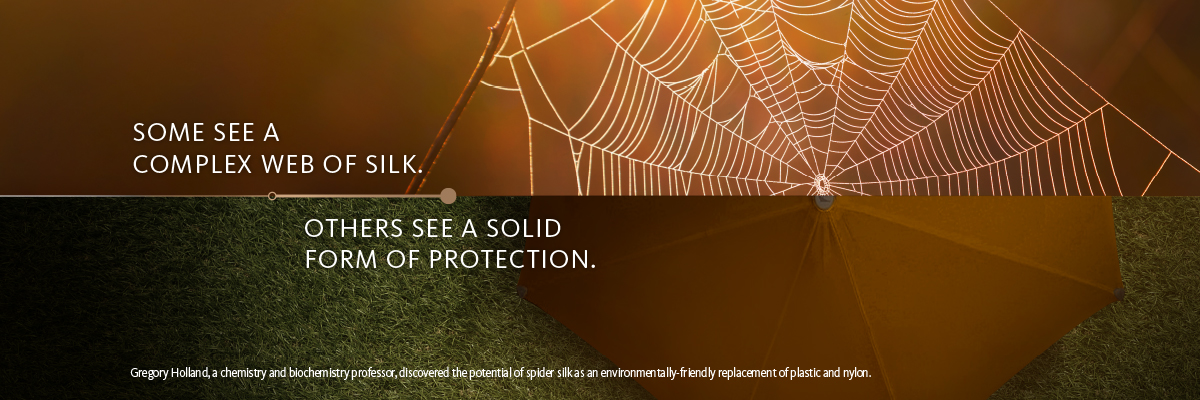 SOME SEE A
COMPLEX WEB OF SILK.
OTHERS SEE A SOLID
FORM OF PROTECTION.
Gregory Holland, a chemistry and biochemistry professor, discovered the potential of spider silk as an environmentally-friendly replacement of plastic and nylon.